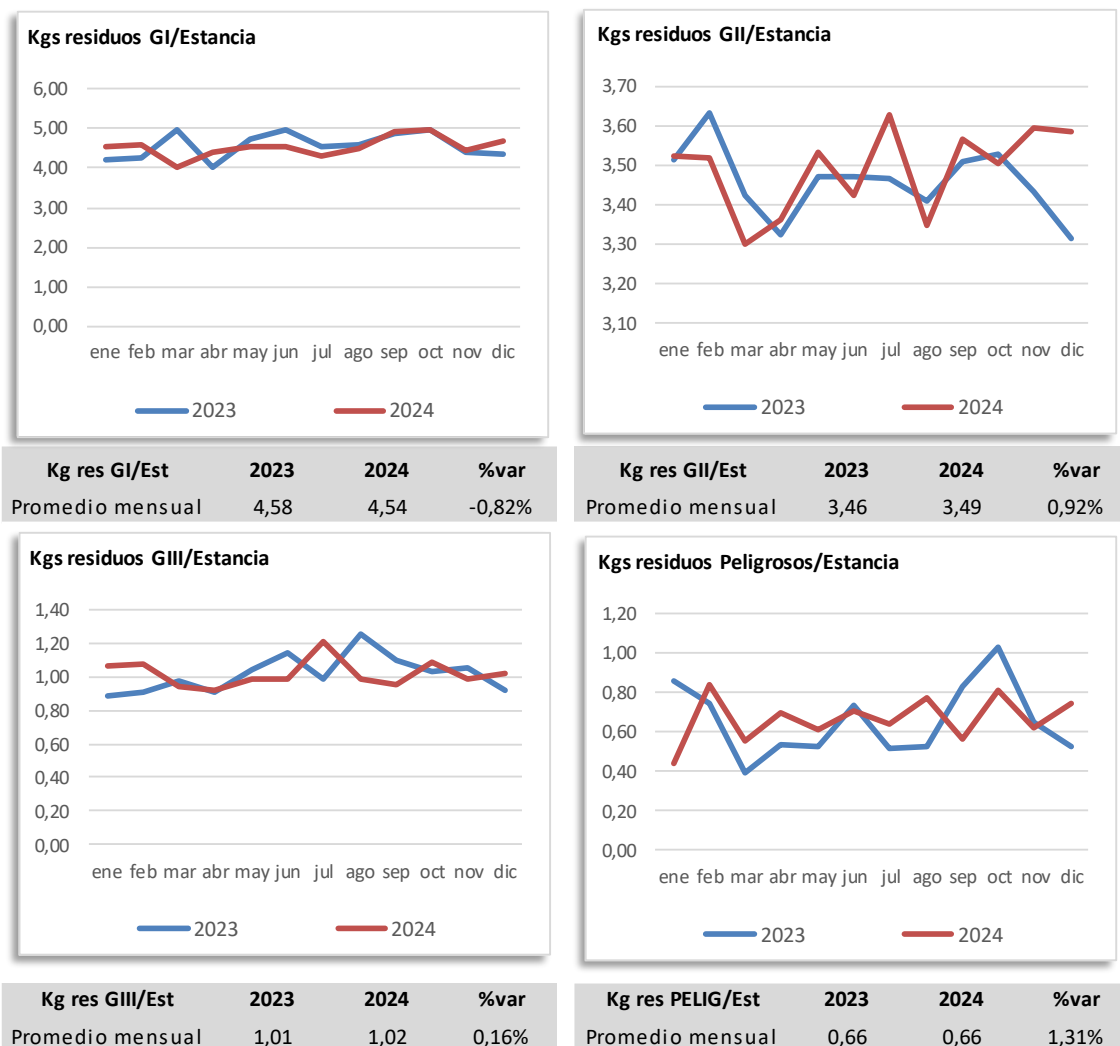 Kgs residuos GI/Estancia
6,00
5,00
4,00
3,00
2,00
1,00
0,00
ene feb mar abr may jun jul ago sep oct nov dic
2023 2024
Kg res GI/Est 2023 2024 %var
Promedio mensual 4,58 4,54 -0,82%
Kgs residuos GII/Estancia
3,70
3,60
3,50
3,40
3,30
3,20
3,10
ene feb mar abr may jun jul ago sep oct nov dic
2023 2024
Kg res GII/Est 2023 2024 %var
Promedio mensual 3,46 3,49 0,92%
Kgs residuos GIII/Estancia
1,40
1,20
1,00
0,80
0,60
0,40
0,20
0,00
ene feb mar abr may jun jul ago sep oct nov dic
2023 2024
Kg res GIII/Est 2023 2024 %var
Promedio mensual 1,01 1,02 0,16%
Kgs residuos Peligrosos/Estancia
1,20
1,00
0,80
0,60
0,40
0,20
0,00
ene feb mar abr may jun jul ago sep oct nov dic
2023 2024
Kg res PELIG/Est 2023 2024 %var
Promedio mensual 0,66 0,66 1,31%